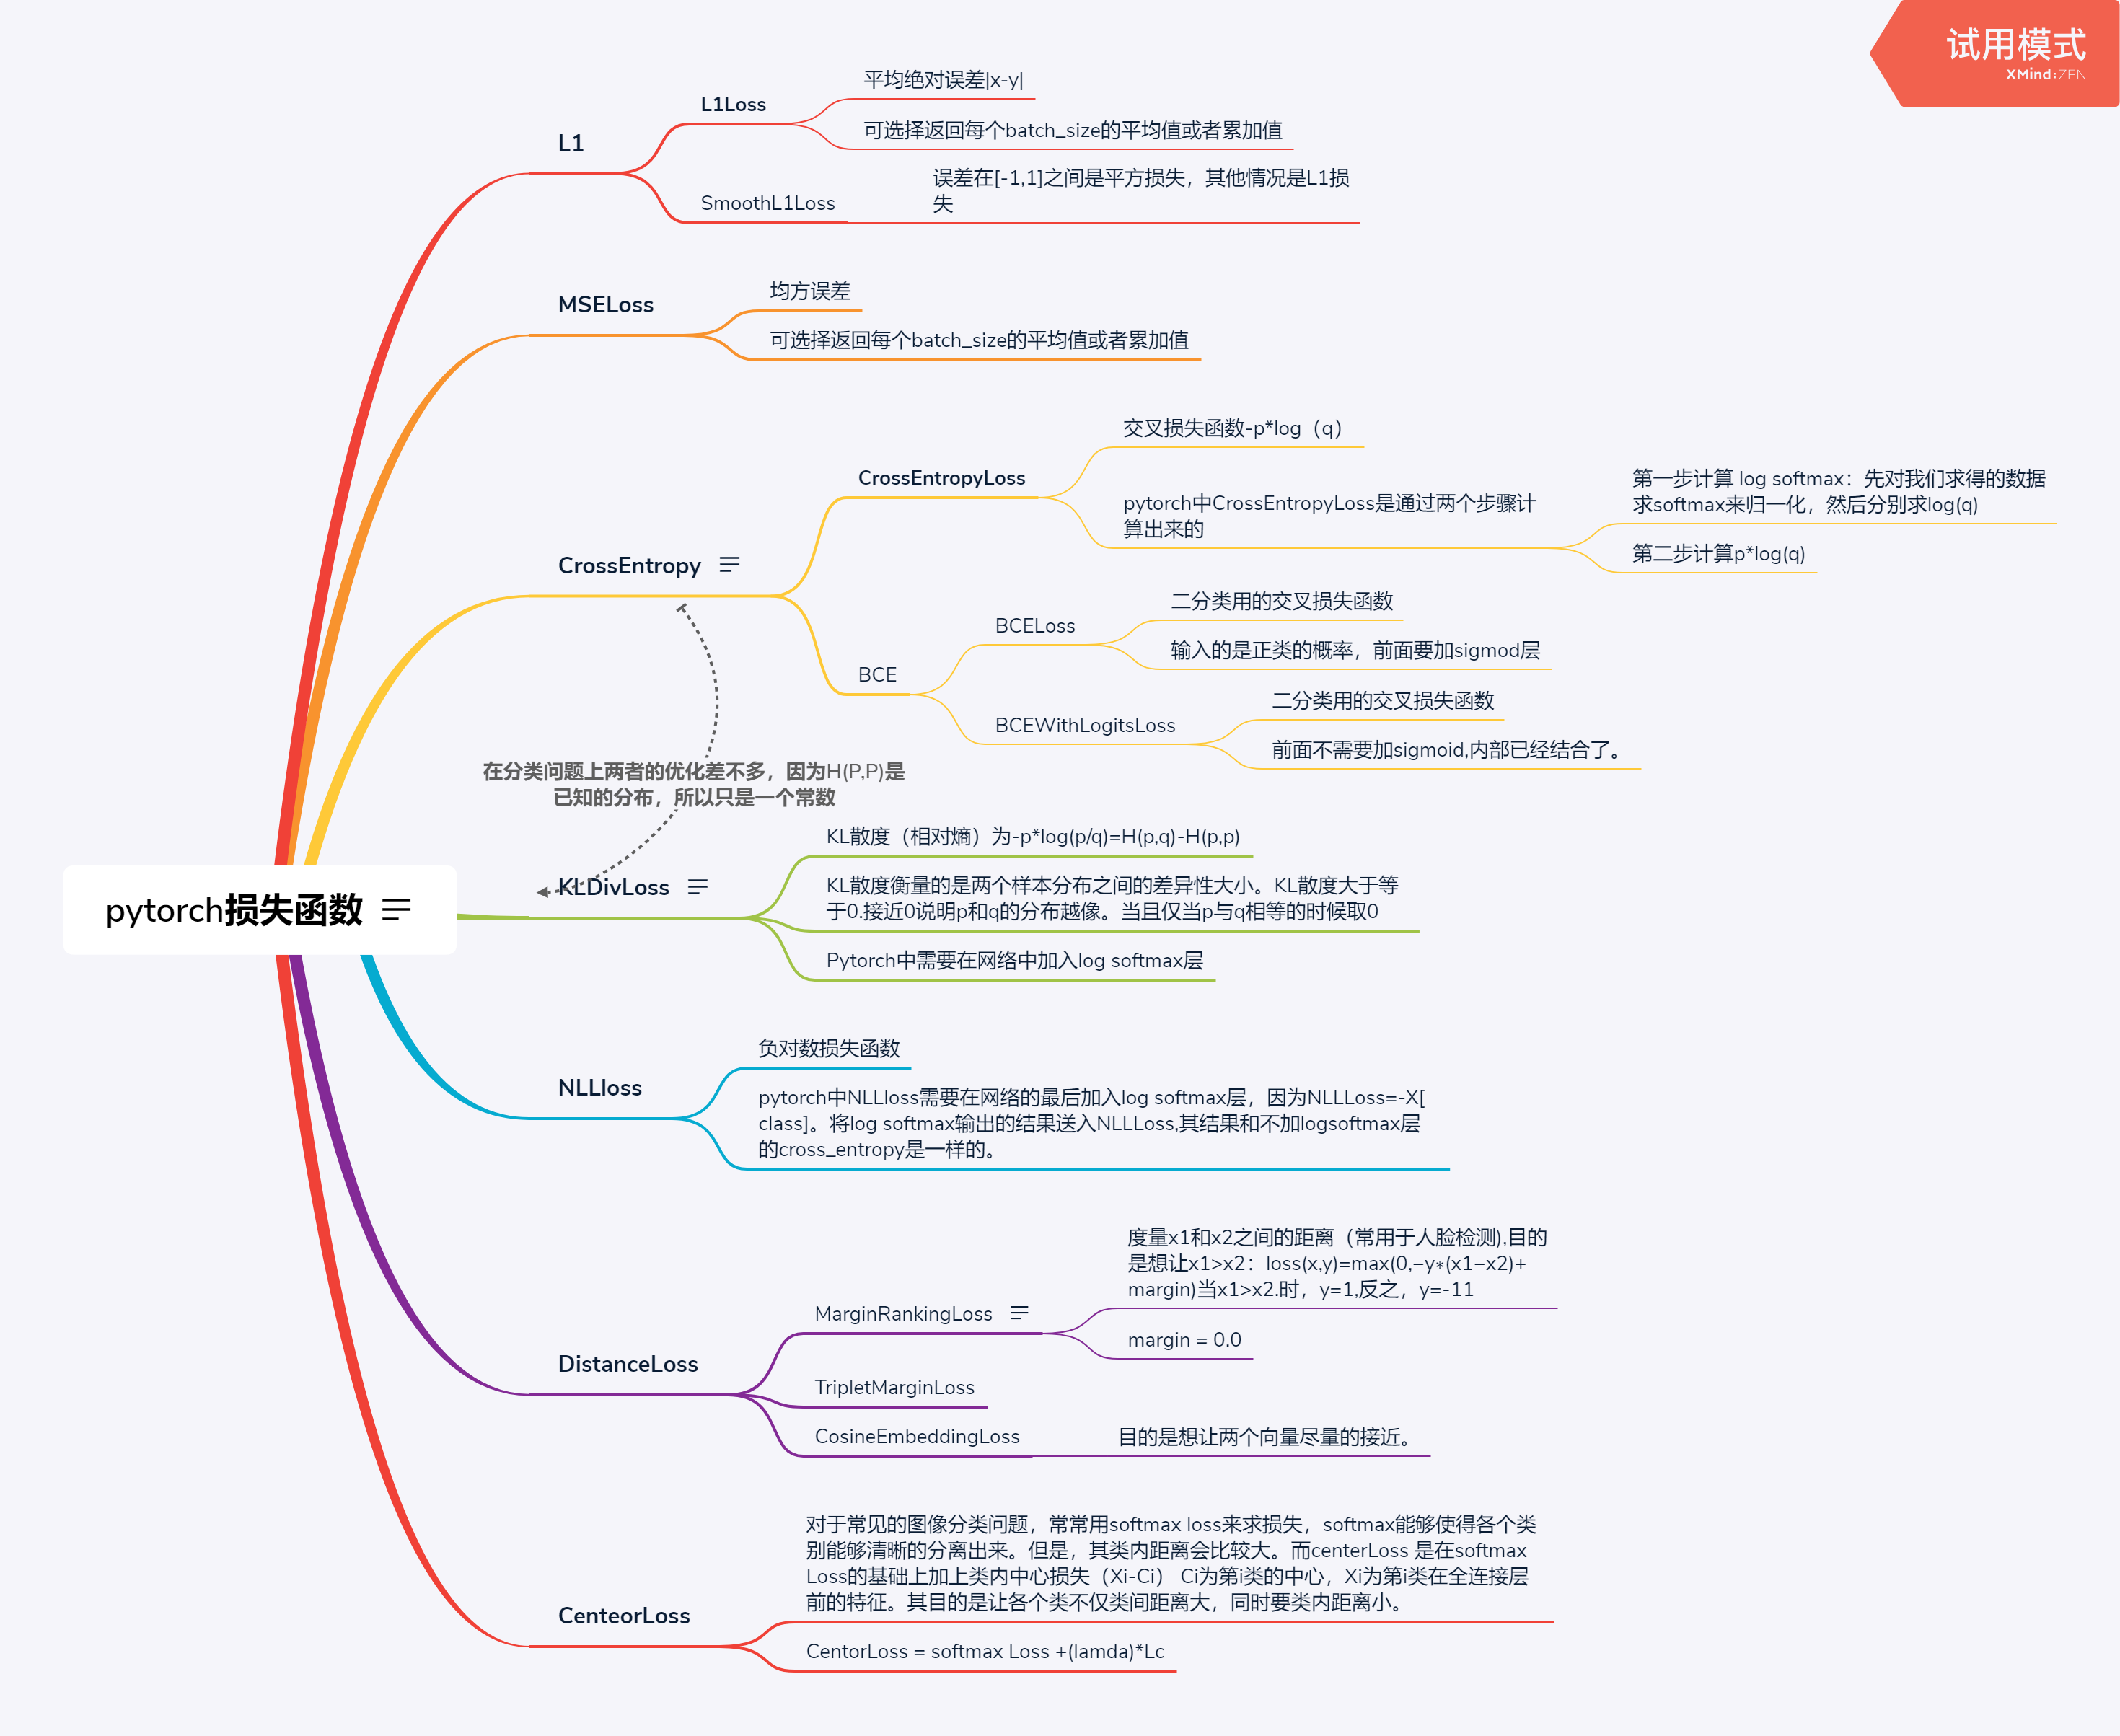 试用模式
XMind:ZEN
pytorch损失函数
L1
L1Loss
平均绝对误差|x-y|
可选择返回每个batch_size的平均值或者累加值
SmoothL1Loss
误差在[-1,1]之间是平方损失，其他情况是L1损
失
MSELoss
均方误差
可选择返回每个batch_size的平均值或者累加值
CrossEntropy
CrossEntropyLoss
交叉损失函数-p*log（q）
pytorch中CrossEntropyLoss是通过两个步骤计
算出来的
第一步计算 log softmax：先对我们求得的数据
求softmax来归一化，然后分别求log(q)
第二步计算p*log(q)
BCE
BCELoss
二分类用的交叉损失函数
输入的是正类的概率，前面要加sigmod层
BCEWithLogitsLoss
二分类用的交叉损失函数
前面不需要加sigmoid,内部已经结合了。
在分类问题上两者的优化差不多，因为H(P,P)是
已知的分布，所以只是一个常数
KLDivLoss
KL散度（相对熵）为-p*log(p/q)=H(p,q)-H(p,p)
KL散度衡量的是两个样本分布之间的差异性大小。KL散度大于等
于0.接近0说明p和q的分布越像。当且仅当p与q相等的时候取0
Pytorch中需要在网络中加入log softmax层
NLLloss
负对数损失函数
pytorch中NLLloss需要在网络的最后加入log softmax层，因为NLLLoss=-X[
class]。将log softmax输出的结果送入NLLLoss,其结果和不加logsoftmax层
的cross_entropy是一样的。
DistanceLoss
MarginRankingLoss
度量x1和x2之间的距离（常用于人脸检测),目的
是想让x1>x2：loss(x,y)=max(0,−y∗(x1−x2)+
margin)当x1>x2.时，y=1,反之，y=-11
margin = 0.0
TripletMarginLoss
CosineEmbeddingLoss
目的是想让两个向量尽量的接近。
CenteorLoss
对于常见的图像分类问题，常常用softmax loss来求损失，softmax能够使得各个类
别能够清晰的分离出来。但是，其类内距离会比较大。而centerLoss 是在softmax
Loss的基础上加上类内中心损失（Xi-Ci） Ci为第i类的中心，Xi为第i类在全连接层
前的特征。其目的是让各个类不仅类间距离大，同时要类内距离小。
CentorLoss = softmax Loss +(lamda)*Lc